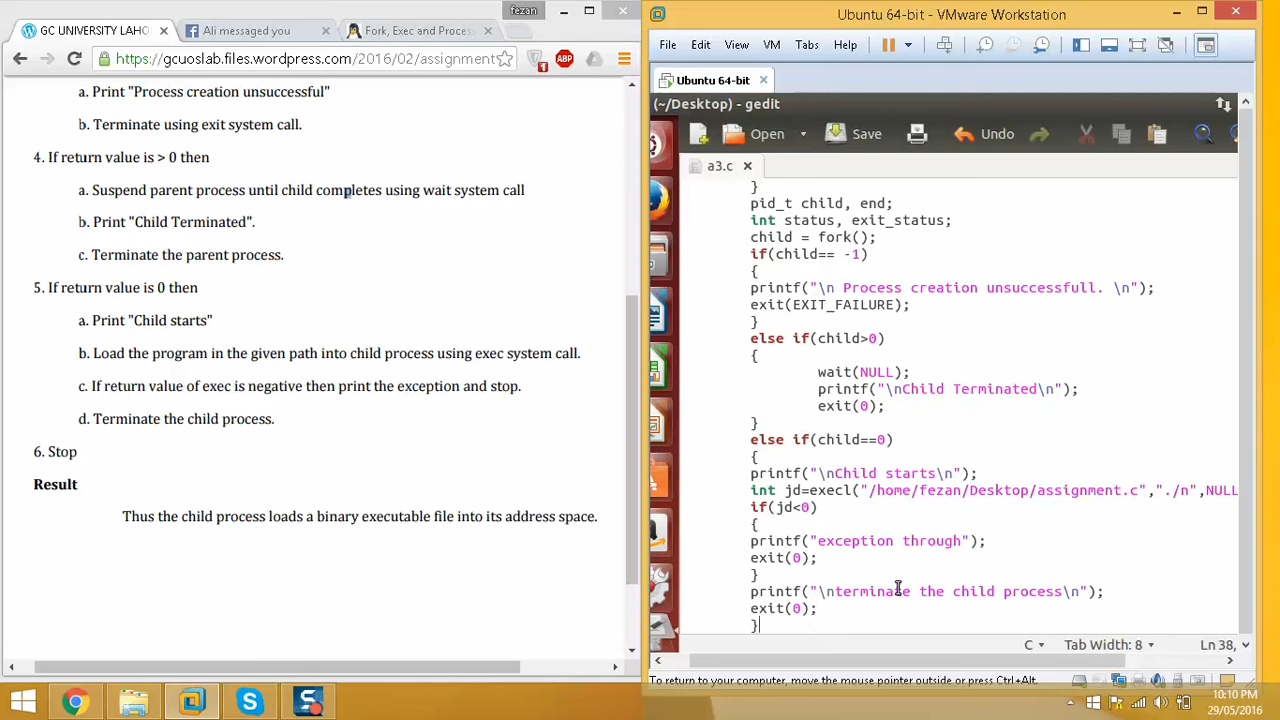 fezan
GC UNIVERSITY LAHO
Ali messaged you
Fork, Exec and Process
https://gcuoslab.files.wordpress.com/2016/02/assignment
1
ABP
a. Print "Process creation unsuccessful"
b. Terminate using exit system call.
4. If return value is > 0 then
a. Suspend parent process until child completes using wait system call
b. Print "Child Terminated".
c. Terminate the parent process.
5. If return value is 0 then
a. Print "Child starts"
b. Load the program in the given path into child process using exec system call.
c. If return value of exec is negative then print the exception and stop.
d. Terminate the child process.
6. Stop
Result
Thus the child process loads a binary executable file into its address space.
Ubuntu 64-bit - VMware Workstation
File Edit View VM Tabs Help
Ubuntu 64-bit
(~/Desktop) - gedit
Open Save Undo
a3.c
}
pid_t child, end;
int status, exit_status;
child = fork();
if(child== -1)
{
printf("\n Process creation unsuccessfull. \n");
exit(EXIT_FAILURE);
}
else if(child>0)
{
wait(NULL);
printf("\nChild Terminated\n");
exit(0);
}
else if(child==0)
{
printf("\nChild starts\n");
int jd=execl("/home/fezan/Desktop/assignment.c","./n",NULL
if(jd<0)
{
printf("exception through");
exit(0);
}
printf("\nterminate the child process\n");
exit(0);
}
C Tab Width: 8 Ln 38,
To return to your computer, move the mouse pointer outside or press Ctrl+Alt.
10:10 PM
29/05/2016